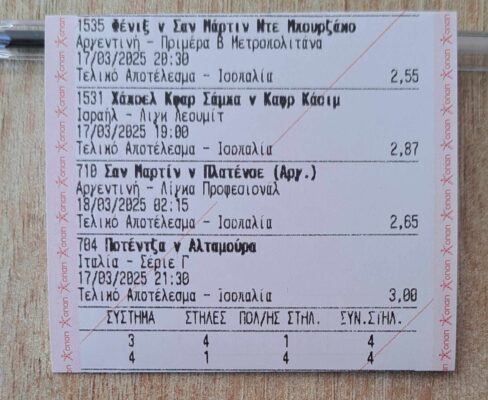 1535 Φένιξ v Σαν Μάρτιν Ντε Μπουρζάκο
Αργεντινή - Πριμέρα Β Μετροπολιτάνα
17/03/2025 20:30
Τελικό Αποτέλεσμα - Ισοπαλία 2,55
1531 Χάποελ Κφαρ Σάμπα v Καφρ Κάσιμ
Ισραήλ - Λιγκ Λεουμίτ
17/03/2025 19:00
Τελικό Αποτέλεσμα - Ισοπαλία 2,87
710 Σαν Μαρτίν v Πλατένσε (Αργ.)
Αργεντινή - Λίγκα Προφεσιονάλ
18/03/2025 02:15
Τελικό Αποτέλεσμα - Ισοπαλία 2,65
704 Ποτέντζα v Αλταμούρα
Ιταλία - Σέριε Γ
17/03/2025 21:30
Τελικό Αποτέλεσμα - Ισοπαλία 3,00
ΣΥΣΤΗΜΑ ΣΤΗΛΕΣ ΠΟΛ/ΗΣ ΣΤΗΛ. ΣΥΝ.ΣΤΗΛ.
3 4 1 4
4 1 4 4